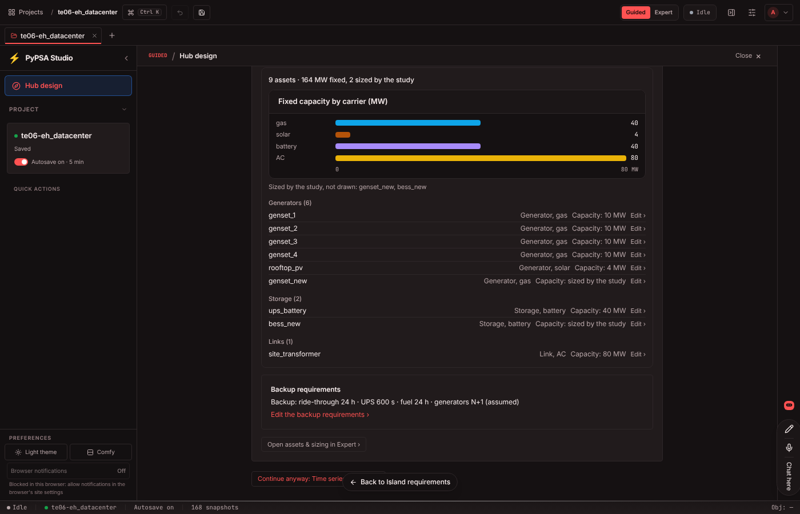 Projects / te06-eh_datacenter
Ctrl K
Guided Expert
Idle
A
te06-eh_datacenter
PyPSA Studio
GUIDED / Hub design
Close
Hub design
PROJECT
te06-eh_datacenter
Saved
Autosave on · 5 min
QUICK ACTIONS
9 assets · 164 MW fixed, 2 sized by the study
Fixed capacity by carrier (MW)
gas 40
solar 4
battery 40
AC 80
0 80 MW
Sized by the study, not drawn: genset_new, bess_new
Generators (6)
genset_1 Generator, gas Capacity: 10 MW Edit ›
genset_2 Generator, gas Capacity: 10 MW Edit ›
genset_3 Generator, gas Capacity: 10 MW Edit ›
genset_4 Generator, gas Capacity: 10 MW Edit ›
rooftop_pv Generator, solar Capacity: 4 MW Edit ›
genset_new Generator, gas Capacity: sized by the study Edit ›
Storage (2)
ups_battery Storage, battery Capacity: 40 MW Edit ›
bess_new Storage, battery Capacity: sized by the study Edit ›
Links (1)
site_transformer Link, AC Capacity: 80 MW Edit ›
Backup requirements
Backup: ride-through 24 h · UPS 600 s · fuel 24 h · generators N+1 (assumed)
Edit the backup requirements ›
Open assets & sizing in Expert ›
Continue anyway: Time serie
← Back to Island requirements
Chat here
PREFERENCES
Light theme
Comfy
Browser notifications Off
Blocked in this browser: allow notifications in the
browser's site settings
Idle te06-eh_datacenter Autosave on 168 snapshots Obj: —